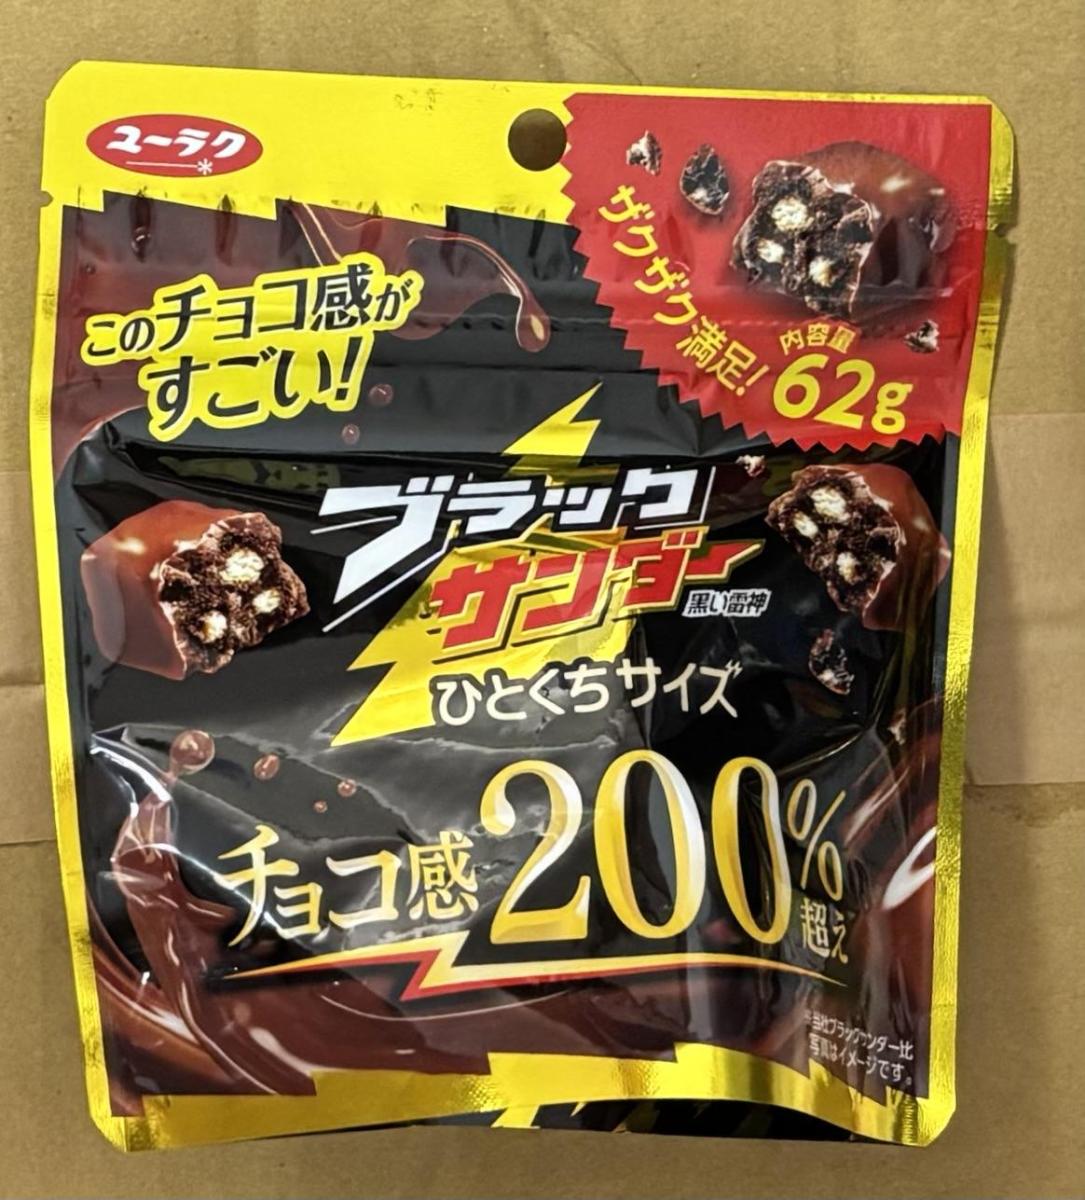 ユーラク
このチョコ感が
すごい!
ザクザク満足!
内容量
62g
ブラック
サンダー
黒い雷神
ひとくちサイズ
チョコ感200%
超え
※当社ブラックサンダー比
写真はイメージです。